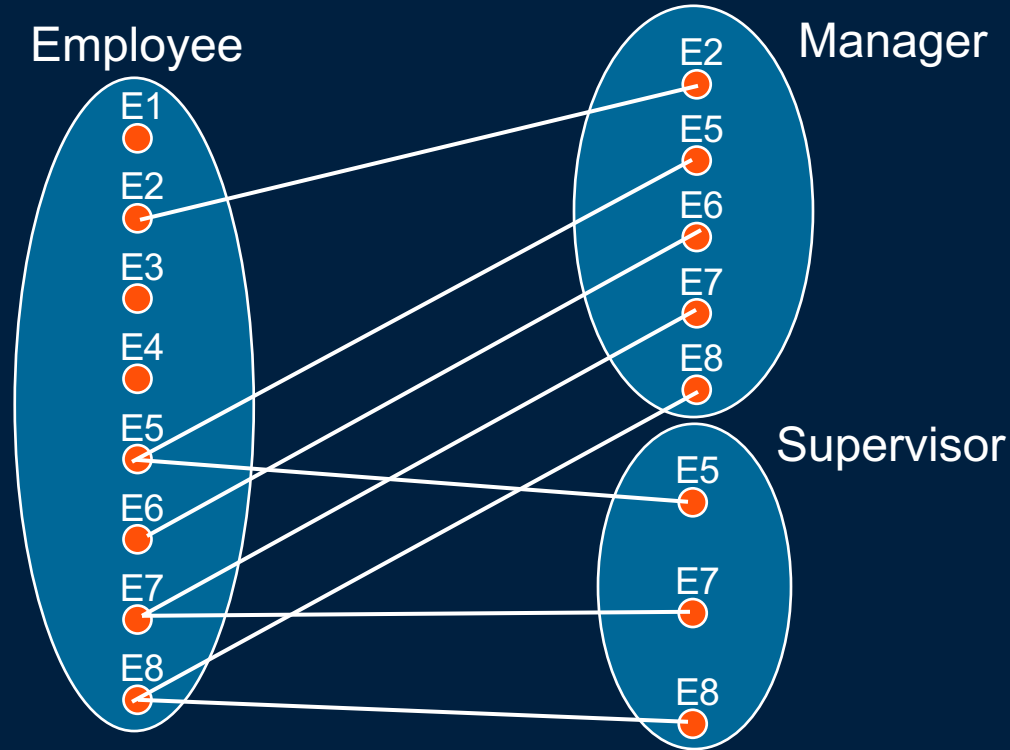 Employee
E1
E2
E3
E4
E5
E6
E7
E8
Manager
E2
E5
E6
E7
E8
Supervisor
E5
E7
E8